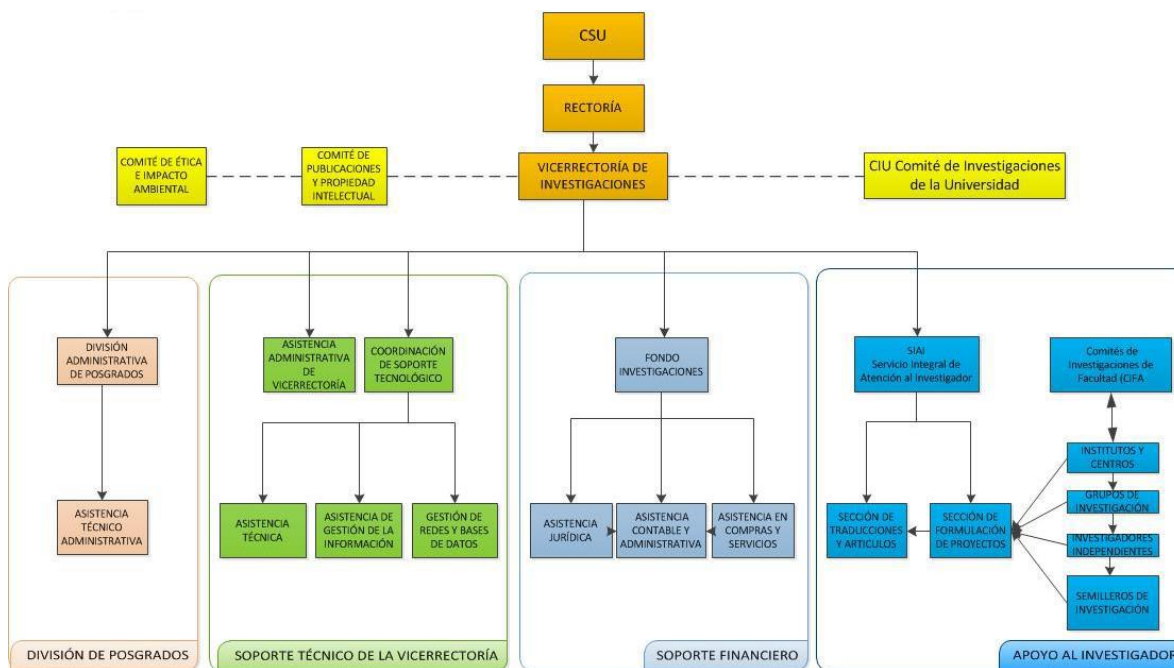 CSU
RECTORÍA
COMITÉ DE ÉTICA
E IMPACTO
AMBIENTAL
COMITÉ DE
PUBLICACIONES
Y PROPIEDAD
INTELECTUAL
VICERRECTORÍA DE
INVESTIGACIONES
CIU Comité de Investigaciones
de la Universidad
DIVISIÓN
ADMINISTRATIVA
DE POSGRADOS
ASISTENCIA
TÉCNICO
ADMINISTRATIVA
DIVISIÓN DE POSGRADOS
ASISTENCIA
ADMINISTRATIVA
DE
VICERRECTORÍA
COORDINACIÓN
DE SOPORTE
TECNOLÓGICO
ASISTENCIA
TÉCNICA
ASISTENCIA DE
GESTIÓN DE LA
INFORMACIÓN
GESTIÓN DE
REDES Y BASES
DE DATOS
SOPORTE TÉCNICO DE LA VICERRECTORÍA
FONDO
INVESTIGACIONES
ASISTENCIA
JURÍDICA
ASISTENCIA
CONTABLE Y
ADMINISTRATIVA
ASISTENCIA EN
COMPRAS Y
SERVICIOS
SOPORTE FINANCIERO
SIAI
Servicio Integral de
Atención al Investigador
Comités de
Investigaciones de
Facultad (CIFA
INSTITUTOS Y
CENTROS
GRUPOS DE
INVESTIGACIÓN
INVESTIGADORES
INDEPENDIENTES
SEMILLEROS DE
INVESTIGACIÓN
SECCIÓN DE
TRADUCCIONES
Y ARTICULOS
SECCIÓN DE
FORMULACIÓN
DE PROYECTOS
APOYO AL INVESTIGADOR